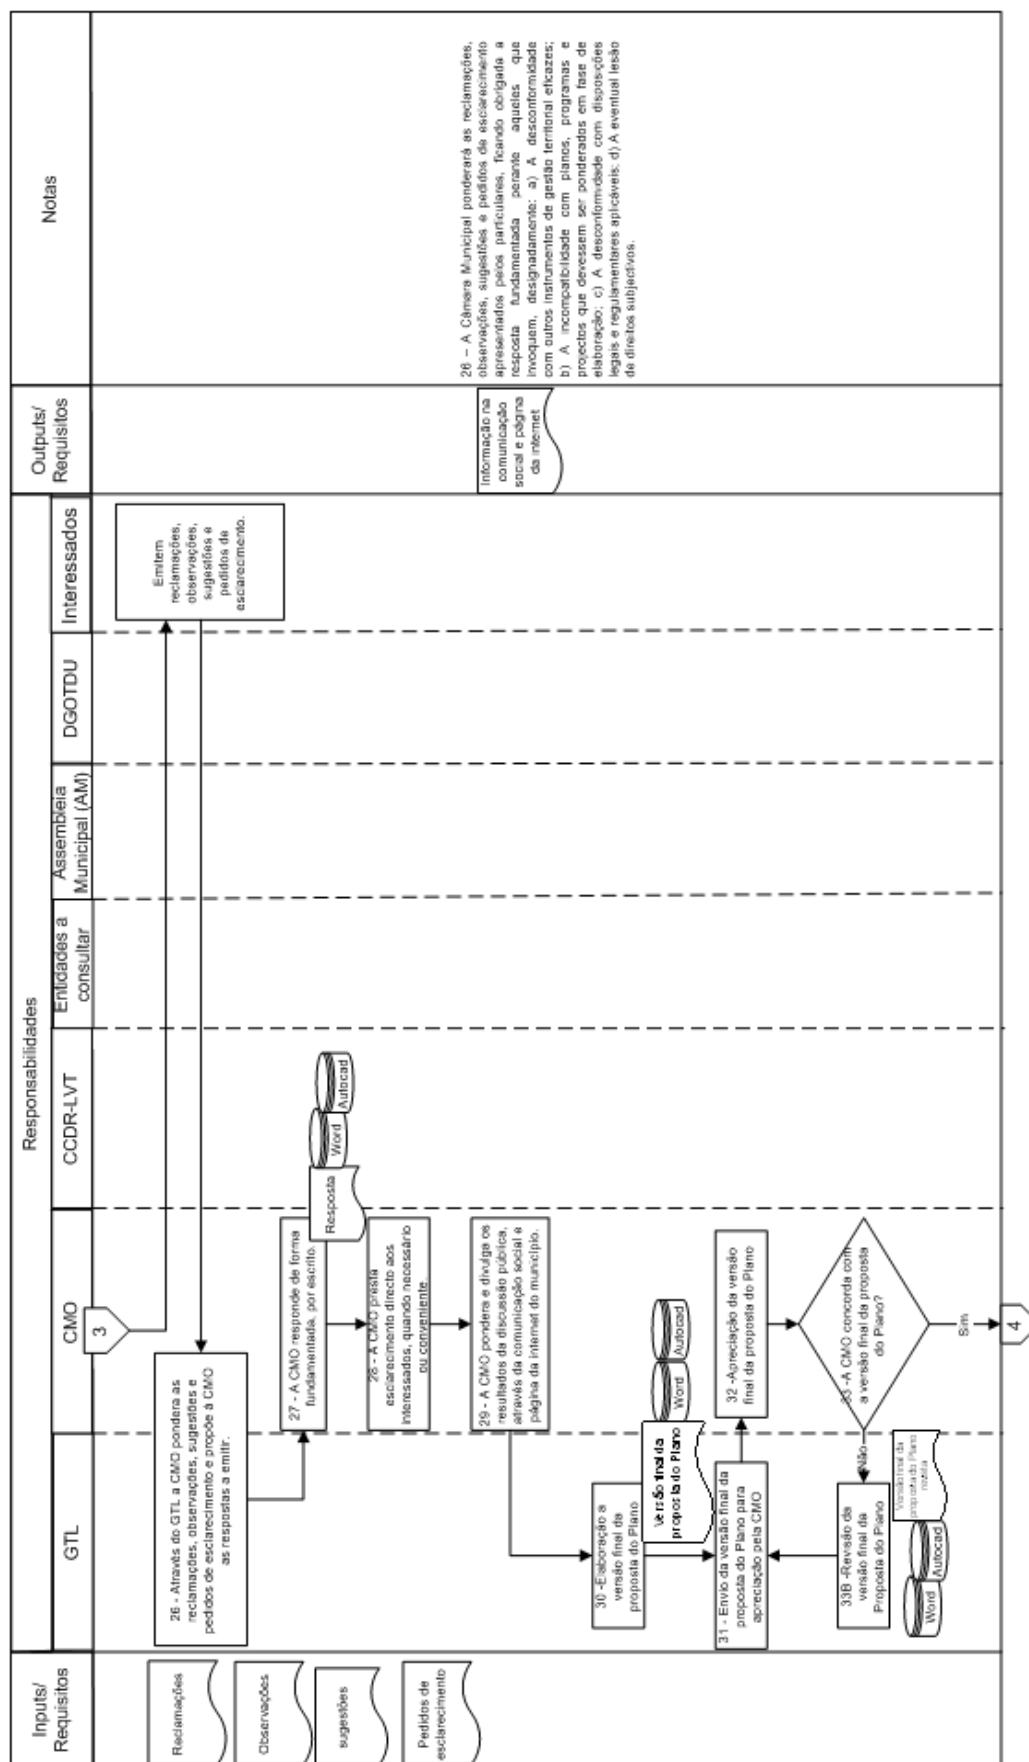 Inputs/
Requisitos
Responsabilidades
GTL
CMO
CCDR-LVT
Entidades a
consultar
Assembleia
Municipal (AM)
DGOTDU
Interessados
Outputs/
Requisitos
Notas
3
Reclamações
Observações
sugestões
Pedidos de
esclarecimento
Emitem
reclamações,
observações,
sugestões e
pedidos de
esclarecimento.
26 - Através do GTL a CMO pondera as
reclamações, observações, sugestões e
pedidos de esclarecimento e propõe à CMO
as respostas a emitir.
27 - A CMO responde de forma
fundamentada, por escrito.
Resposta
Word
Autocad
28 - A CMO presta
esclarecimento directo aos
interessados, quando necessário
ou conveniente
29 - A CMO pondera e divulga os
resultados da discussão pública,
através da comunicação social e
página da internet do município.
Informação na
comunicação
social e página
da internet
26 – A Câmara Municipal ponderará as reclamações,
observações, sugestões e pedidos de esclarecimento
apresentados pelos particulares, ficando obrigada a
resposta fundamentada perante aqueles que
invoquem, designadamente: a) A desconformidade
com outros instrumentos de gestão territorial eficazes;
b) A incompatibilidade com planos, programas e
projectos que devessem ser ponderados em fase de
elaboração; c) A desconformidade com disposições
legais e regulamentares aplicáveis; d) A eventual lesão
de direitos subjectivos.
30 -Elaboração a
versão final da
proposta do Plano
Versão final da
proposta do Plano
Word
Autocad
31 - Envio da versão final da
proposta do Plano para
apreciação pela CMO
32 -Apreciação da versão
final da proposta do Plano
33 -A CMO concorda com
a versão final da proposta
do Plano?
Não
Sim
33B -Revisão da
versão final da
Proposta do Plano
Versão final da
proposta do Plano
revista
Word
Autocad
4